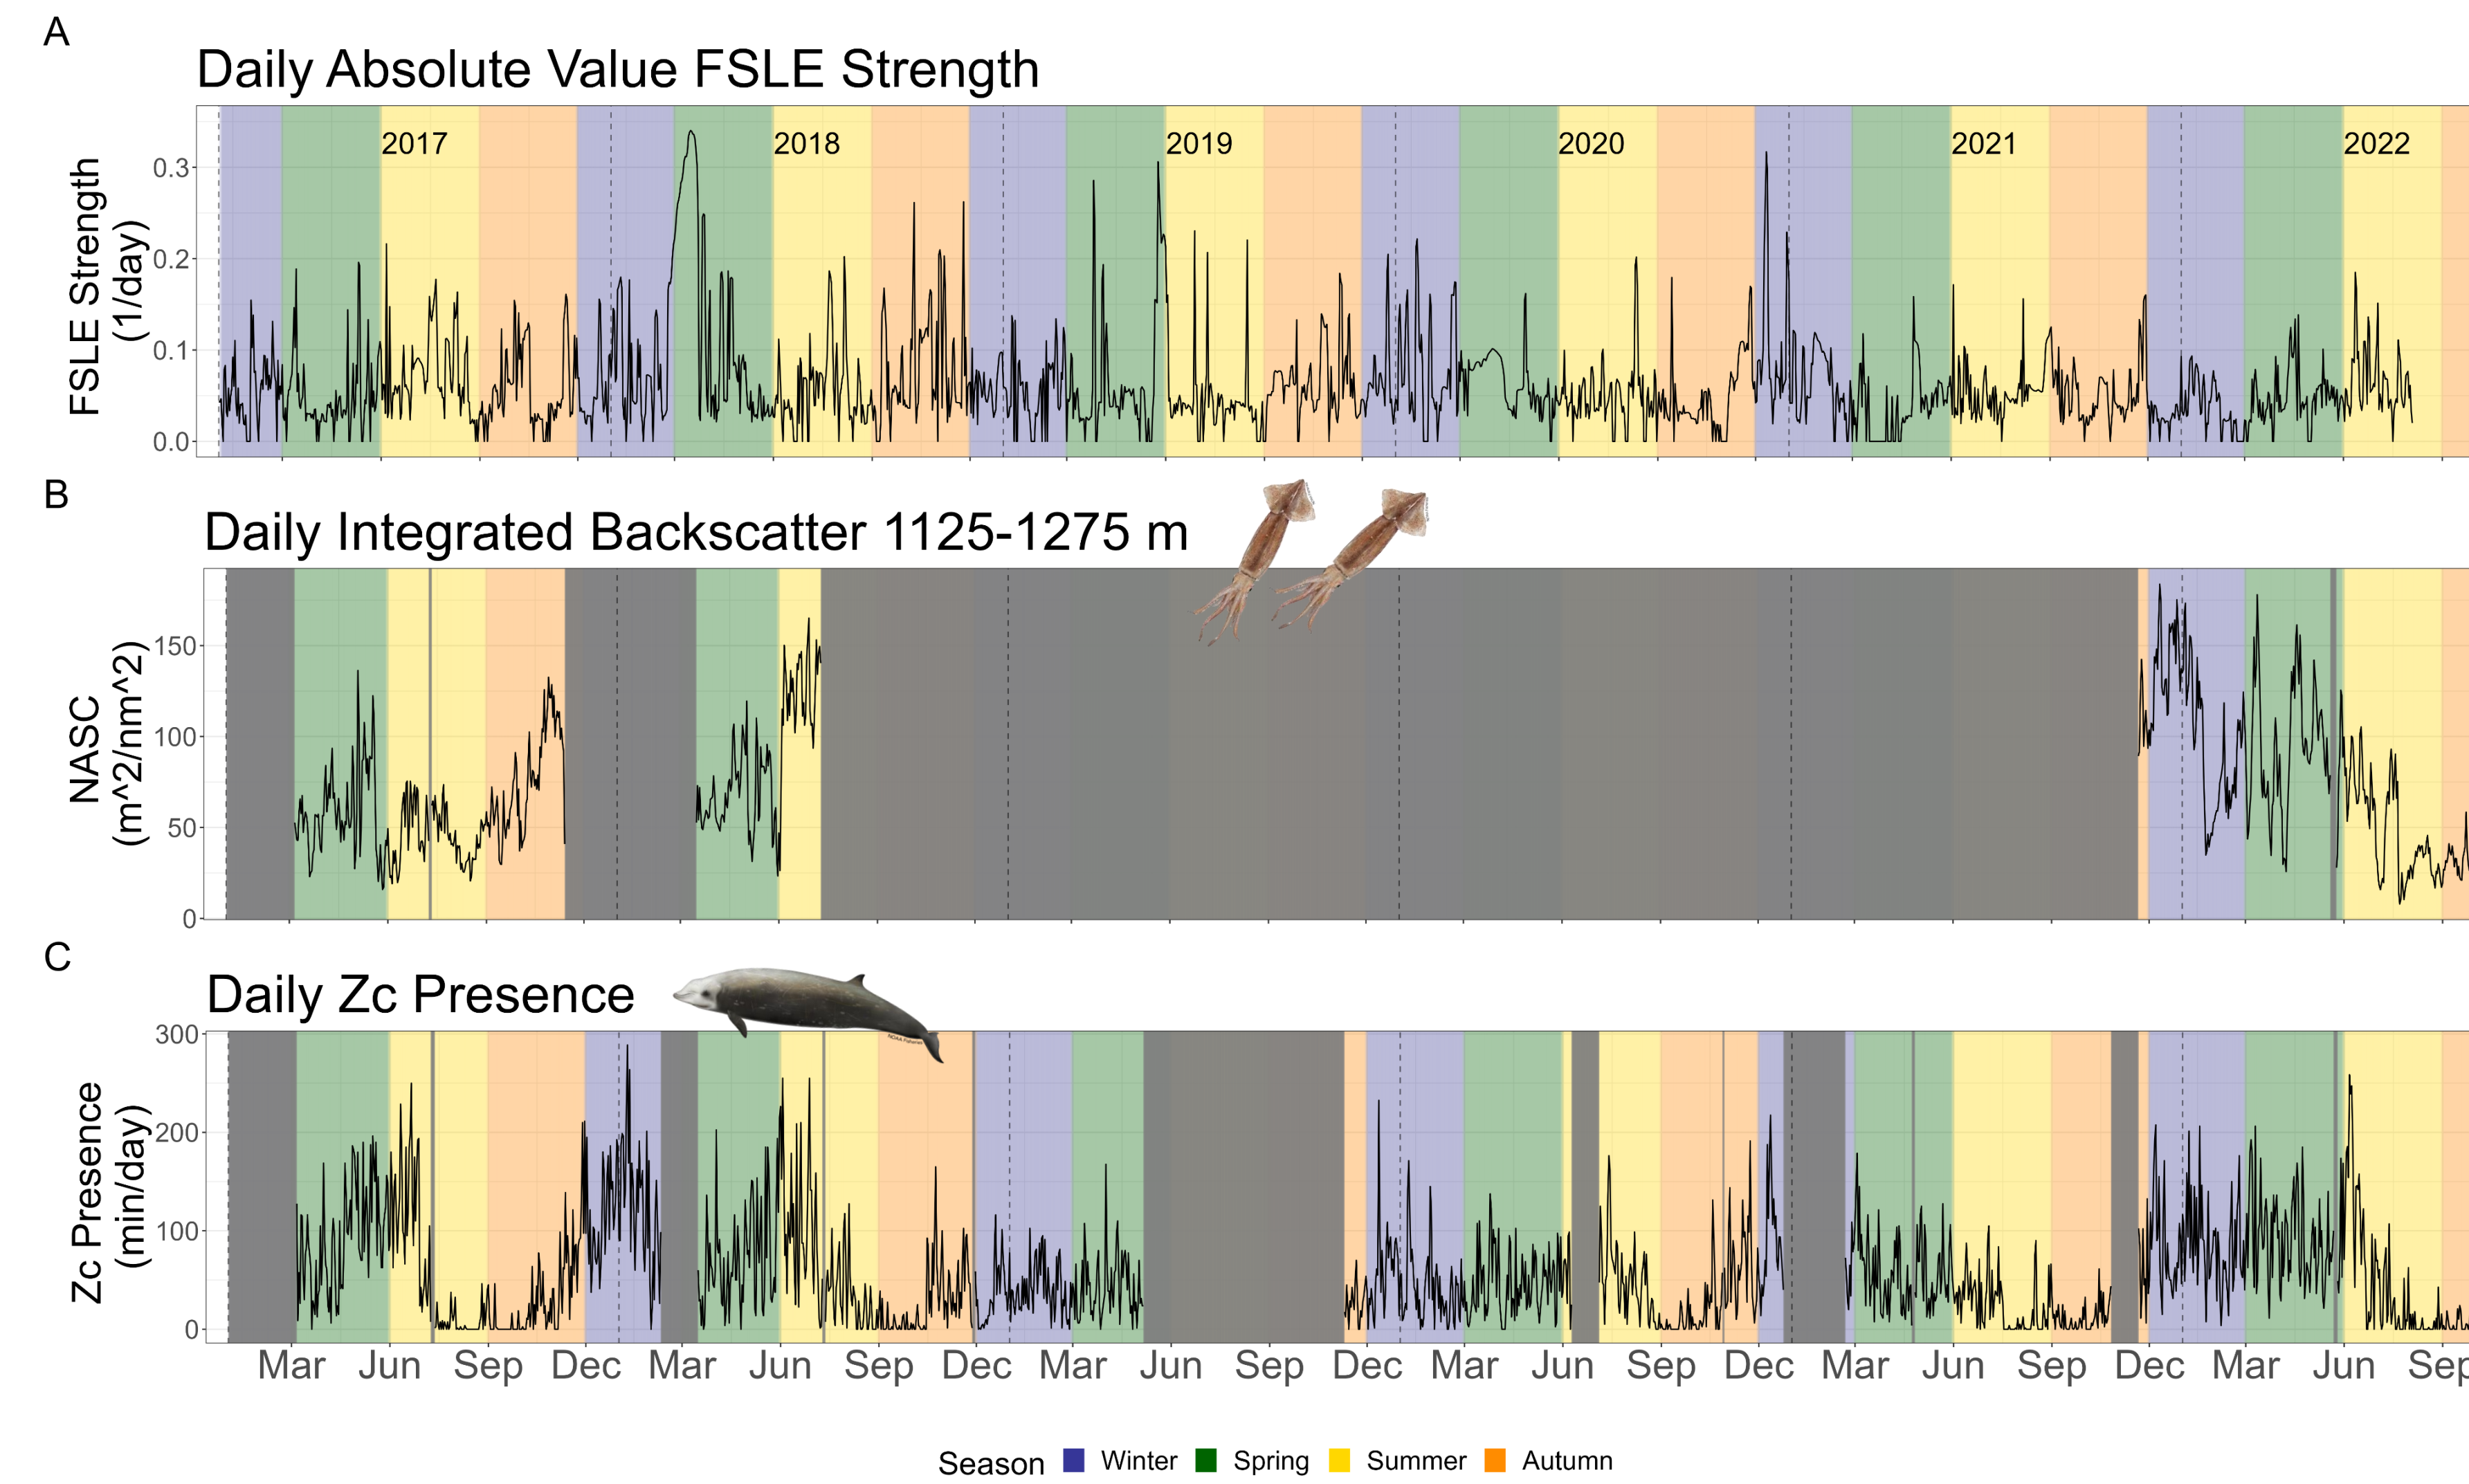 A
Daily Absolute Value FSLE Strength
2017 2018 2019 2020 2021 2022
FSLE Strength
(1/day)
0.3
0.2
0.1
0.0
B
Daily Integrated Backscatter 1125-1275 m
NASC
(m^2/nm^2)
150
100
50
0
C
Daily Zc Presence
NOAA Fisheries
Zc Presence
(min/day)
300
200
100
0
Mar Jun Sep Dec Mar Jun Sep Dec Mar Jun Sep Dec Mar Jun Sep Dec Mar Jun Sep Dec Mar Jun Sep
Season Winter Spring Summer Autumn